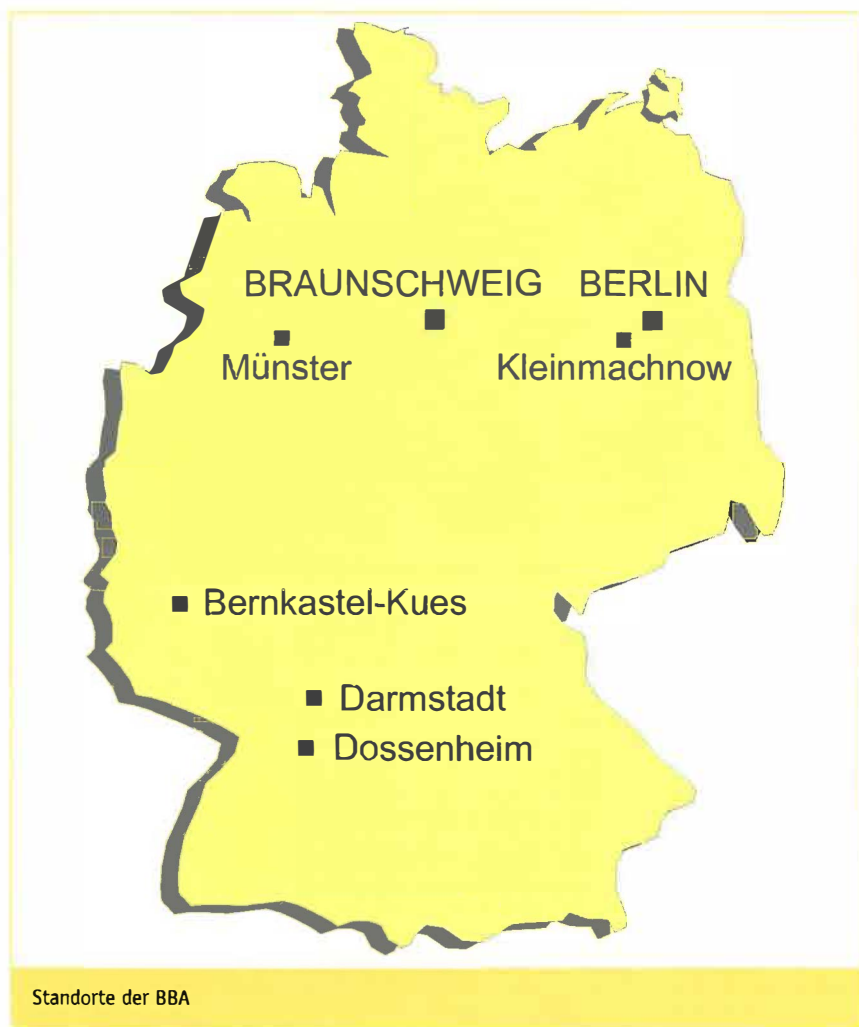 BRAUNSCHWEIG BERLIN
Münster Kleinmachnow
Bernkastel-Kues
Darmstadt
Dossenheim
Standorte der BBA